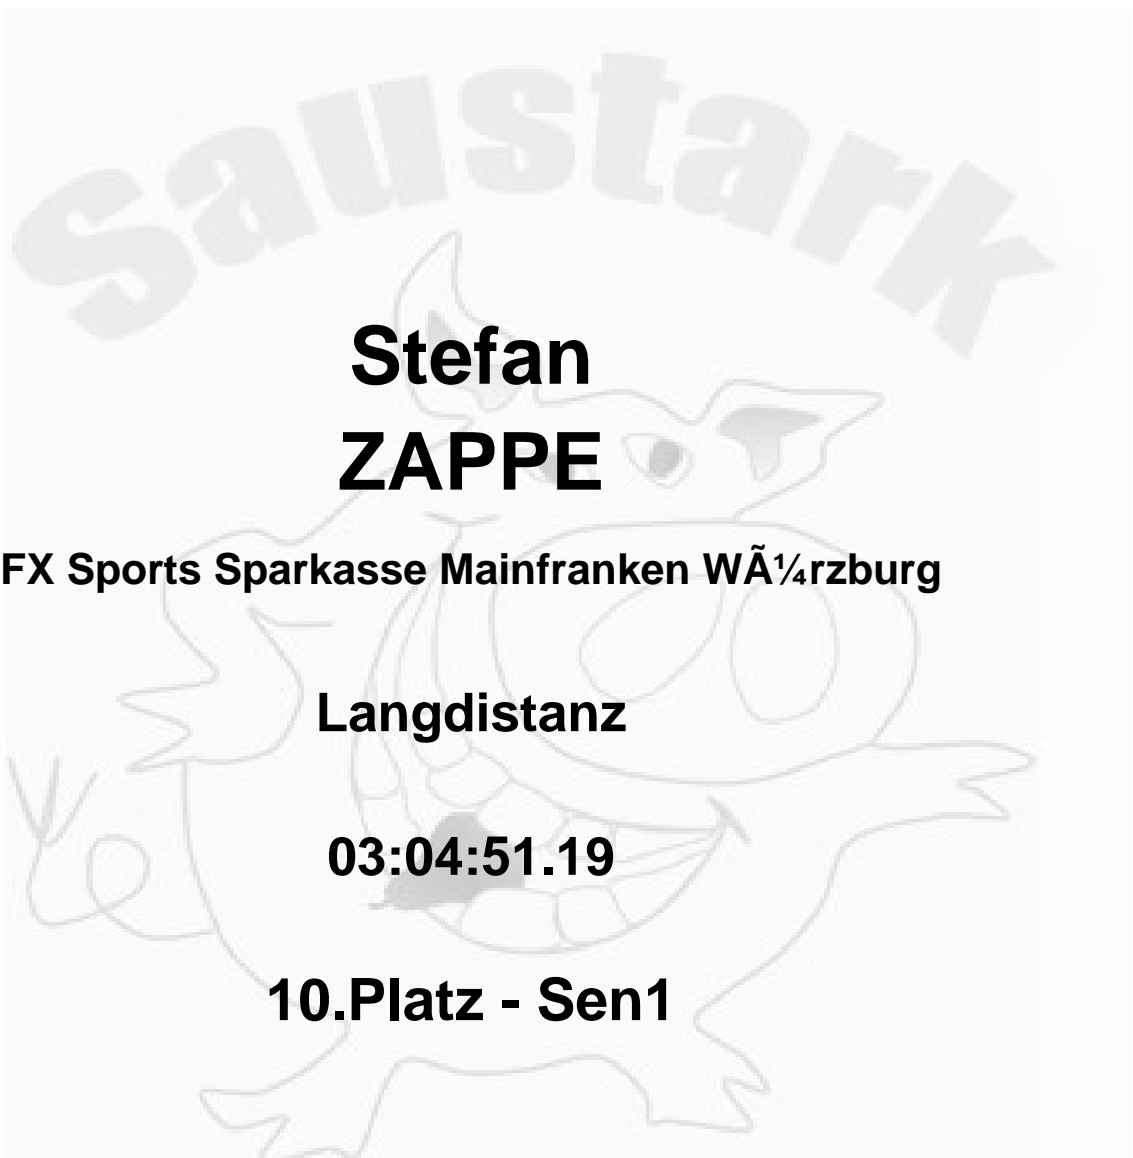 Saustark
Stefan
ZAPPE
FX Sports Sparkasse Mainfranken WÃ¼rzburg
Langdistanz
03:04:51.19
10.Platz - Sen1